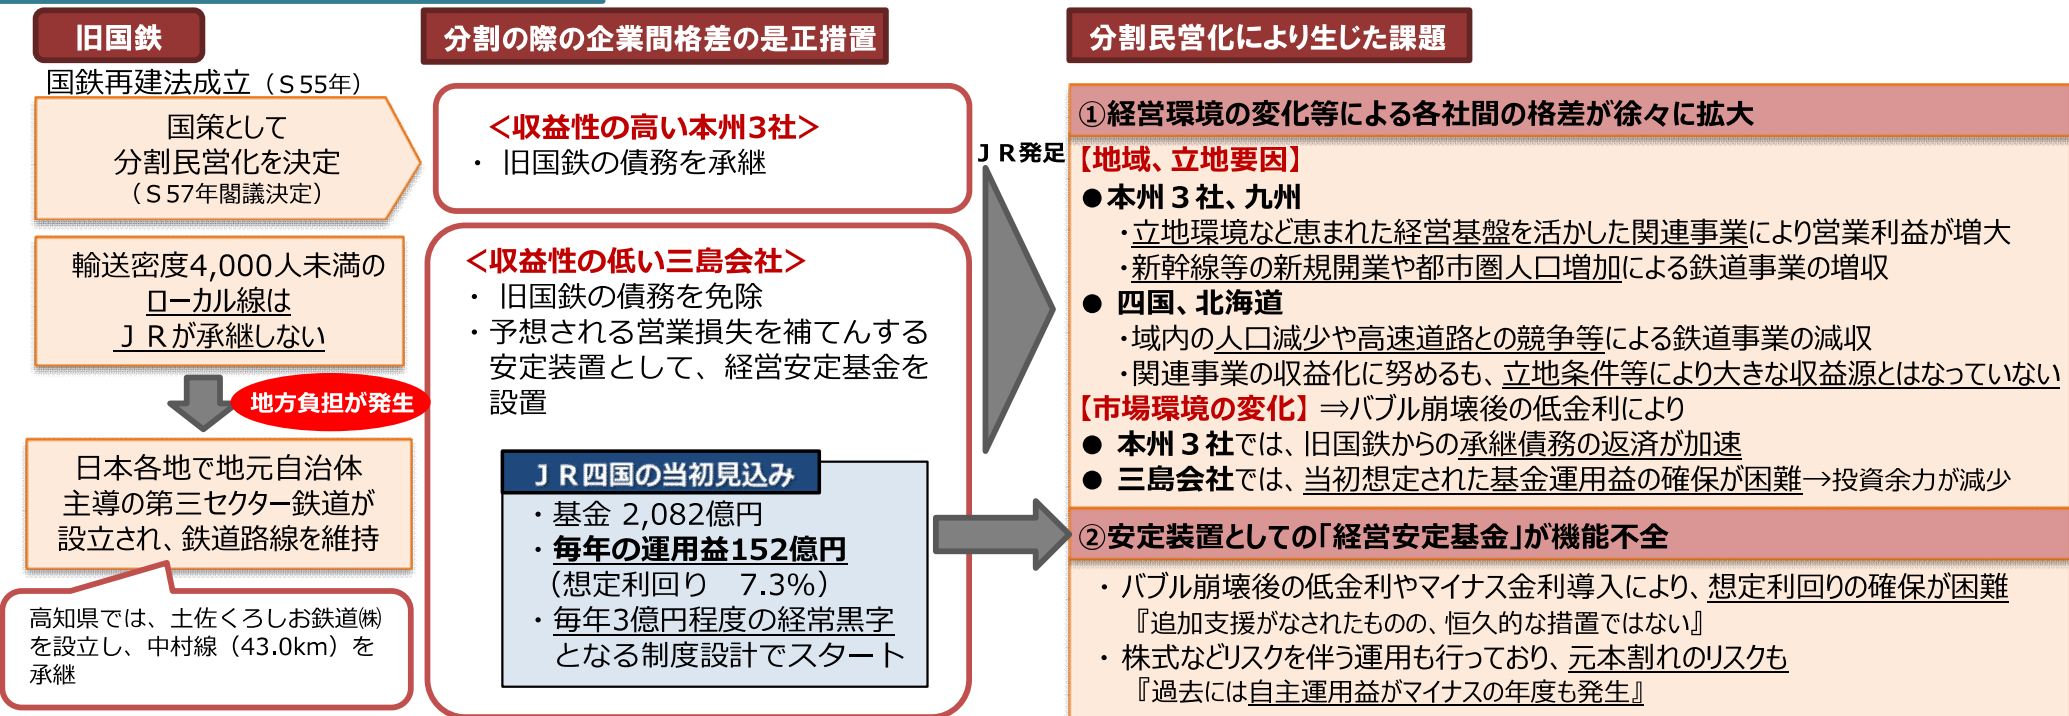 旧国鉄
国鉄再建法成立（Ｓ55年）
国策として
分割民営化を決定
（Ｓ57年閣議決定）
輸送密度4,000人未満の
ローカル線は
ＪＲが承継しない
地方負担が発生
日本各地で地元自治体
主導の第三セクター鉄道が
設立され、鉄道路線を維持
高知県では、土佐くろしお鉄道㈱
を設立し、中村線（43.0km）を
承継
分割の際の企業間格差の是正措置
＜収益性の高い本州3社＞
・ 旧国鉄の債務を承継
＜収益性の低い三島会社＞
・ 旧国鉄の債務を免除
・予想される営業損失を補てんする
安定装置として、経営安定基金を
設置
ＪＲ四国の当初見込み
・基金 2,082億円
・毎年の運用益152億円
（想定利回り　7.3%）
・毎年3億円程度の経常黒字
となる制度設計でスタート
ＪＲ発足
分割民営化により生じた課題
①経営環境の変化等による各社間の格差が徐々に拡大
【地域、立地要因】
●本州３社、九州
・立地環境など恵まれた経営基盤を活かした関連事業により営業利益が増大
・新幹線等の新規開業や都市圏人口増加による鉄道事業の増収
● 四国、北海道
・域内の人口減少や高速道路との競争等による鉄道事業の減収
・関連事業の収益化に努めるも、立地条件等により大きな収益源とはなっていない
【市場環境の変化】 ⇒バブル崩壊後の低金利により
● 本州３社では、旧国鉄からの承継債務の返済が加速
● 三島会社では、当初想定された基金運用益の確保が困難→投資余力が減少
②安定装置としての「経営安定基金」が機能不全
・ バブル崩壊後の低金利やマイナス金利導入により、想定利回りの確保が困難
『追加支援がなされたものの、恒久的な措置ではない』
・ 株式などリスクを伴う運用も行っており、元本割れのリスクも
『過去には自主運用益がマイナスの年度も発生』